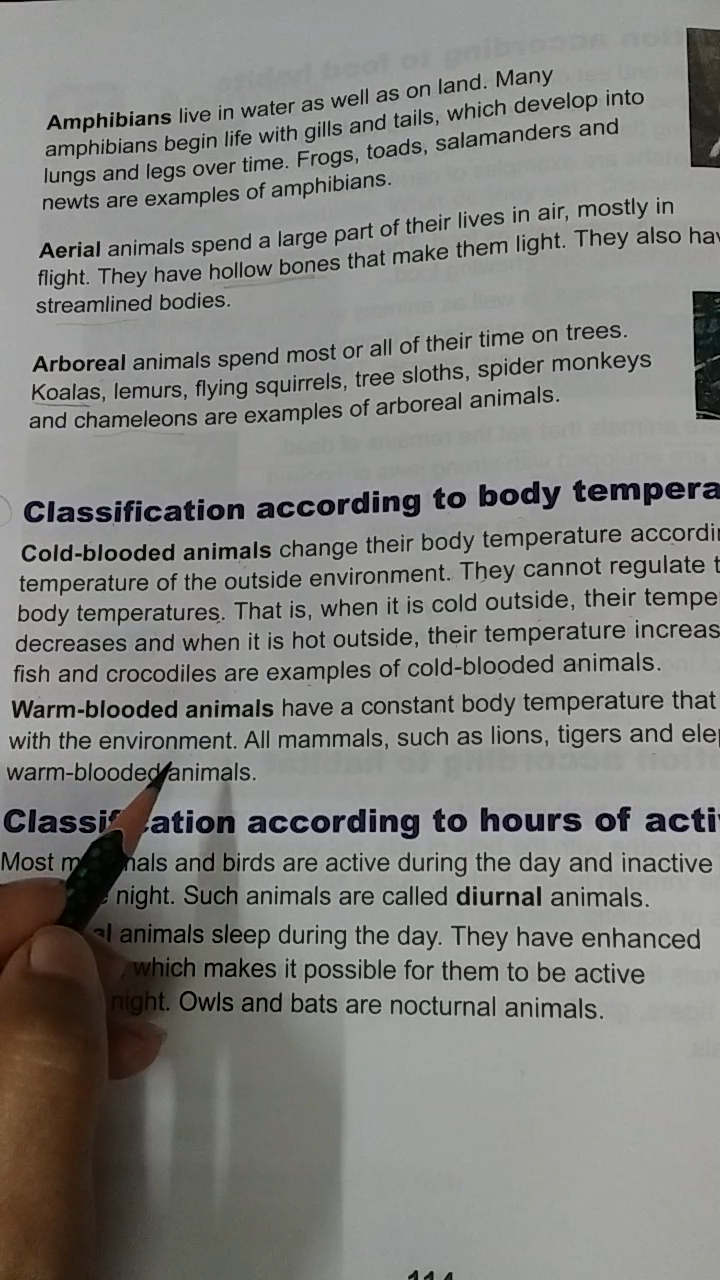 Amphibians live in water as well as on land. Many
amphibians begin life with gills and tails, which develop into
lungs and legs over time. Frogs, toads, salamanders and
newts are examples of amphibians.
Aerial animals spend a large part of their lives in air, mostly in
flight. They have hollow bones that make them light. They also
streamlined bodies.
Arboreal animals spend most or all of their time on trees.
Koalas, lemurs, flying squirrels, tree sloths, spider monkeys
and chameleons are examples of arboreal animals.
Classification according to body
Cold-blooded animals change their body temperature
temperature of the outside environment. They cannot regulate
body temperatures. That is, when it is cold outside, their
decreases and when it is hot outside, their temperature
fish and crocodiles are examples of cold-blooded animals.
Warm-blooded animals have a constant body temperature that
with the environment. All mammals, such as lions, tigers and
warm-blooded animals.
Classification according to hours of
Most mammals and birds are active during the day and inactive
night. Such animals are called diurnal animals.
animals sleep during the day. They have enhanced
, which makes it possible for them to be active
night. Owls and bats are nocturnal animals.